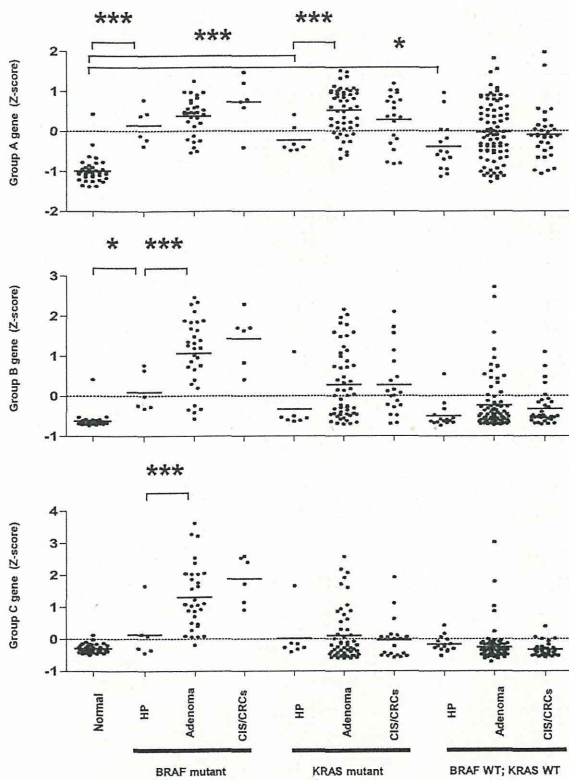 ***
***
***
*
Group A gene (Z-score)
2
1
0
-1
-2
*
***
Group B gene (Z-score)
3
2
1
0
-1
***
Group C gene (Z-score)
4
3
2
1
0
-1
Normal
HP
Adenoma
CIS/CRCs
HP
Adenoma
CIS/CRCs
HP
Adenoma
CIS/CRCs
BRAF mutant
KRAS mutant
BRAF WT; KRAS WT